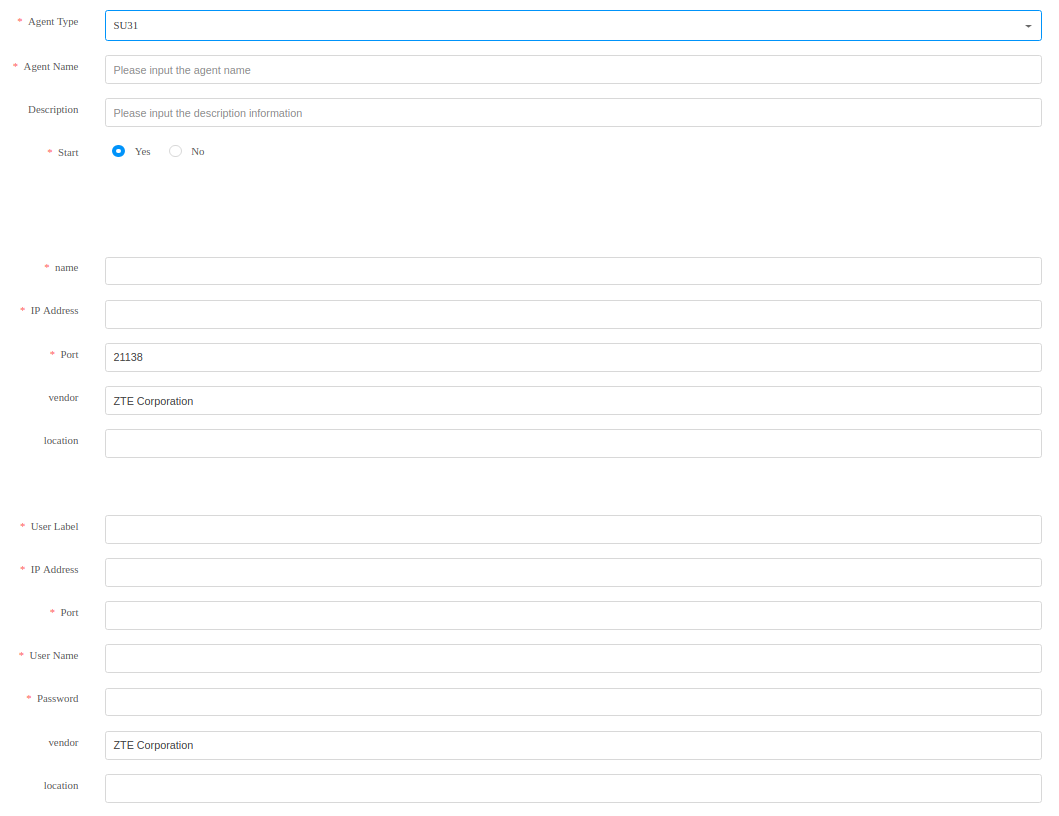 * Agent Type SU31
* Agent Name Please input the agent name
Description Please input the description information
* Start Yes No
* name
* IP Address
* Port 21138
vendor ZTE Corporation
location
* User Label
* IP Address
* Port
* User Name
* Password
vendor ZTE Corporation
location